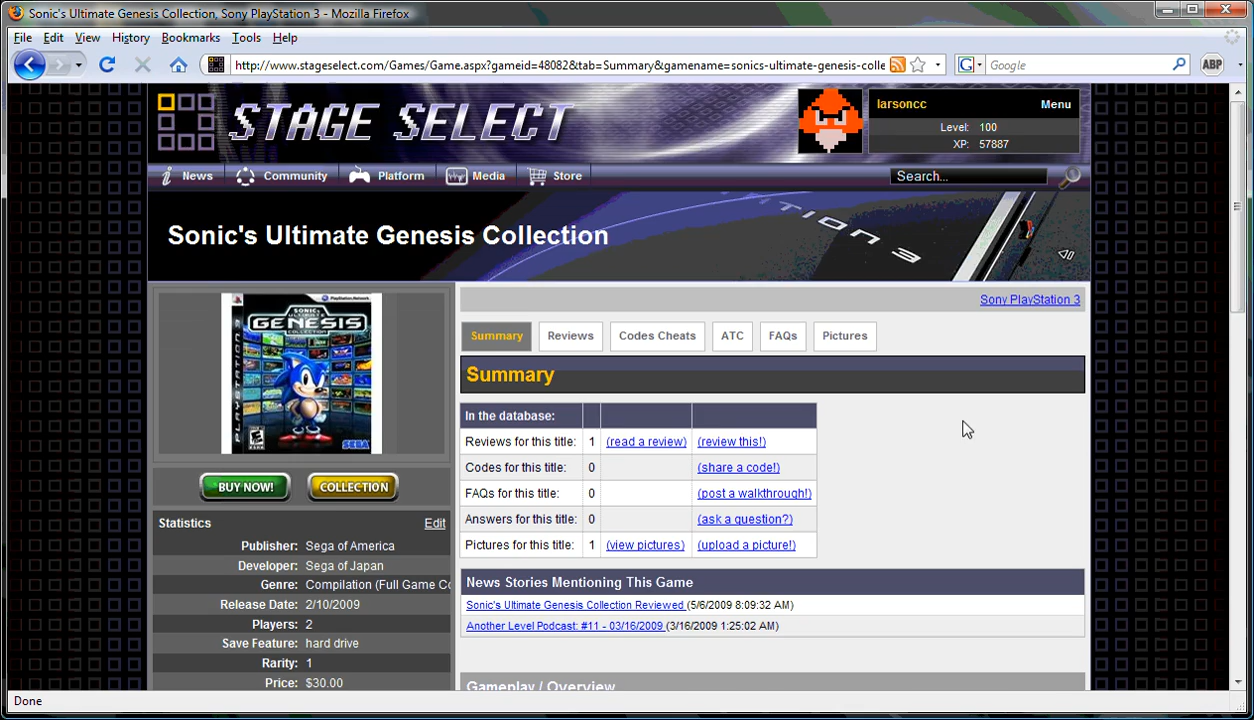 Sonic's Ultimate Genesis Collection, Sony PlayStation 3 - Mozilla Firefox
File Edit View History Bookmarks Tools Help
http://www.stageselect.com/Games/Game.aspx?gameid=48082&tab=Summary&gamename=sonics-ultimate-genesis-colle
G Google ABP
STAGE SELECT
larsoncc Menu
Level: 100
XP: 57887
News Community Platform Media Store Search...
Sonic's Ultimate Genesis Collection
Sony PlayStation 3
PLAYSTATION 3
SONIC'S ULTIMATE
GENESIS
COLLECTION
SEGA
Summary Reviews Codes Cheats ATC FAQs Pictures
Summary
In the database:
Reviews for this title: 1 (read a review) (review this!)
Codes for this title: 0 (share a code!)
FAQs for this title: 0 (post a walkthrough!)
Answers for this title: 0 (ask a question?)
Pictures for this title: 1 (view pictures) (upload a picture!)
BUY NOW! COLLECTION
Statistics Edit
Publisher: Sega of America
Developer: Sega of Japan
Genre: Compilation (Full Game Co
Release Date: 2/10/2009
Players: 2
Save Feature: hard drive
Rarity: 1
Price: $30.00
News Stories Mentioning This Game
Sonic's Ultimate Genesis Collection Reviewed (5/6/2009 8:09:32 AM)
Another Level Podcast: #11 - 03/16/2009 (3/16/2009 1:25:02 AM)
Gameplay / Overview
Done